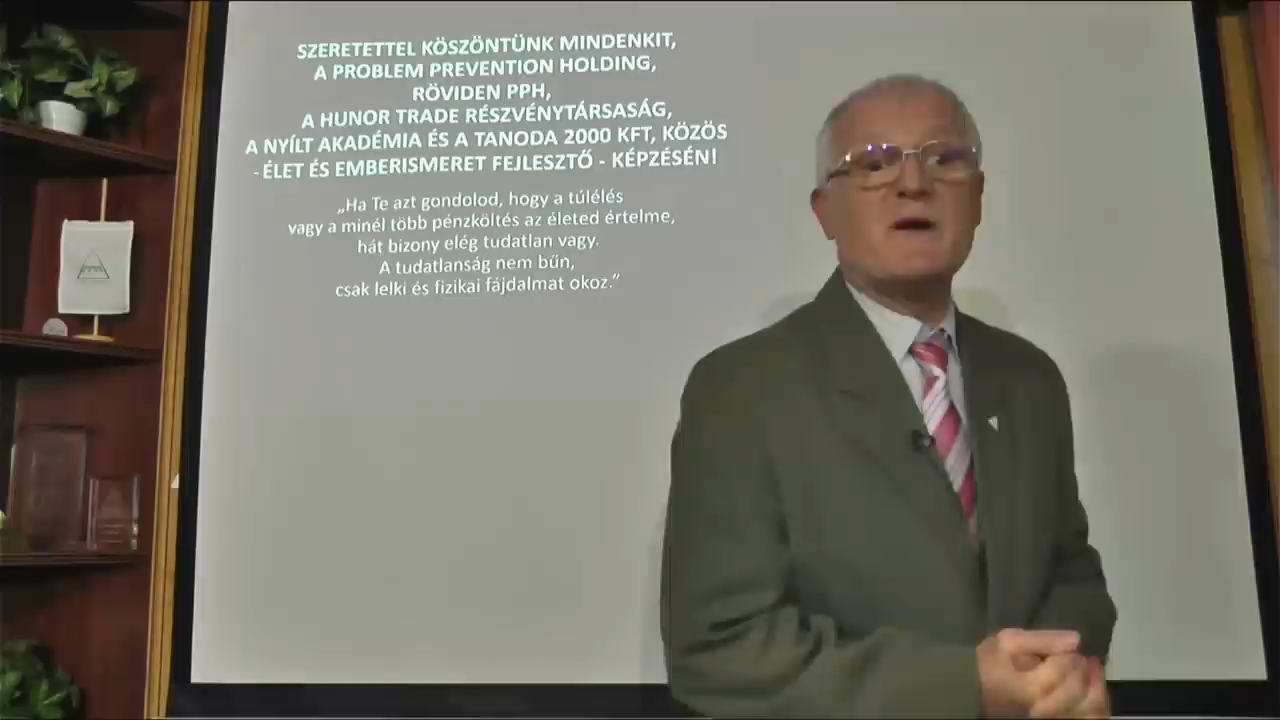 SZERETETTEL KÖSZÖNTÜNK MINDENKIT,
A PROBLEM PREVENTION HOLDING,
RÖVIDEN PPH,
A HUNOR TRADE RÉSZVÉNYTÁRSASÁG,
A NYÍLT AKADÉMIA ÉS A TANODA 2000 KFT, KÖZÖS
- ÉLET ÉS EMBERISMERET FEJLESZTŐ - KÉPZÉSÉN!
„Ha Te azt gondolod, hogy a túlélés
vagy a minél több pénzköltés az életed értelme,
hát bizony elég tudatlan vagy.
A tudatlanság nem bűn,
csak lelki és fizikai fájdalmat okoz.”